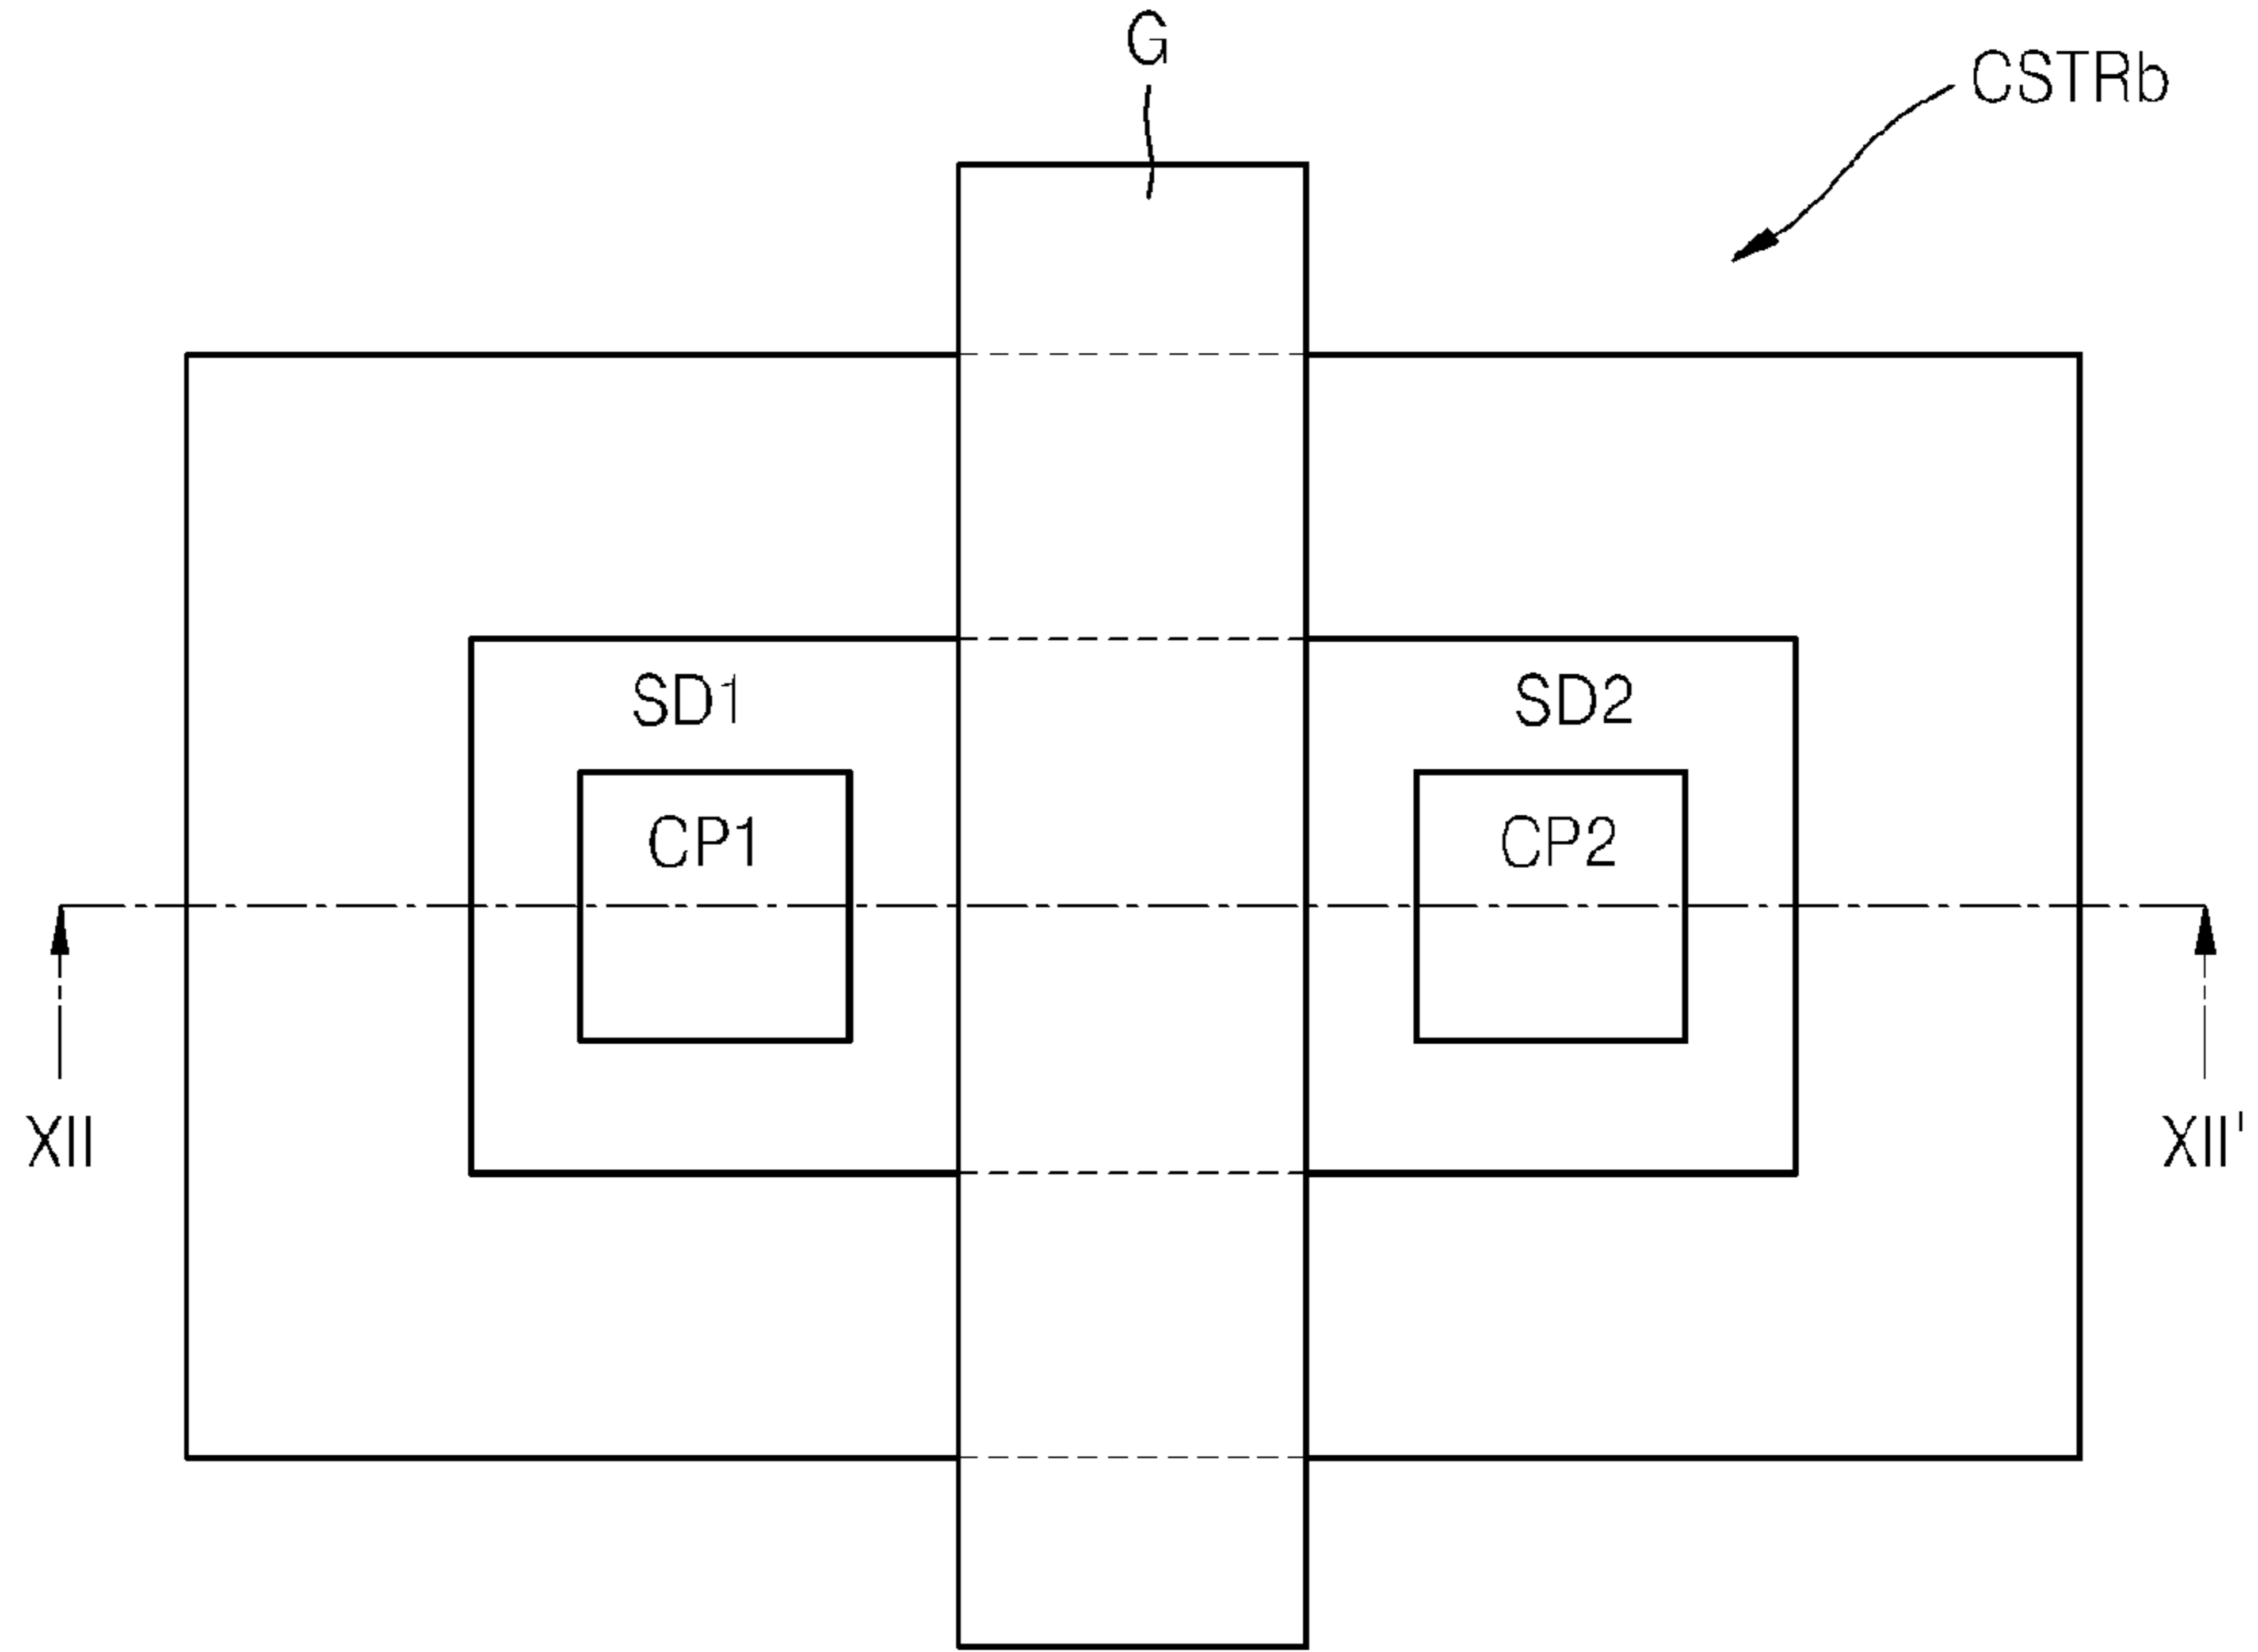 G
CSTRb
SD1
SD2
CP1
CP2
XII
XII'